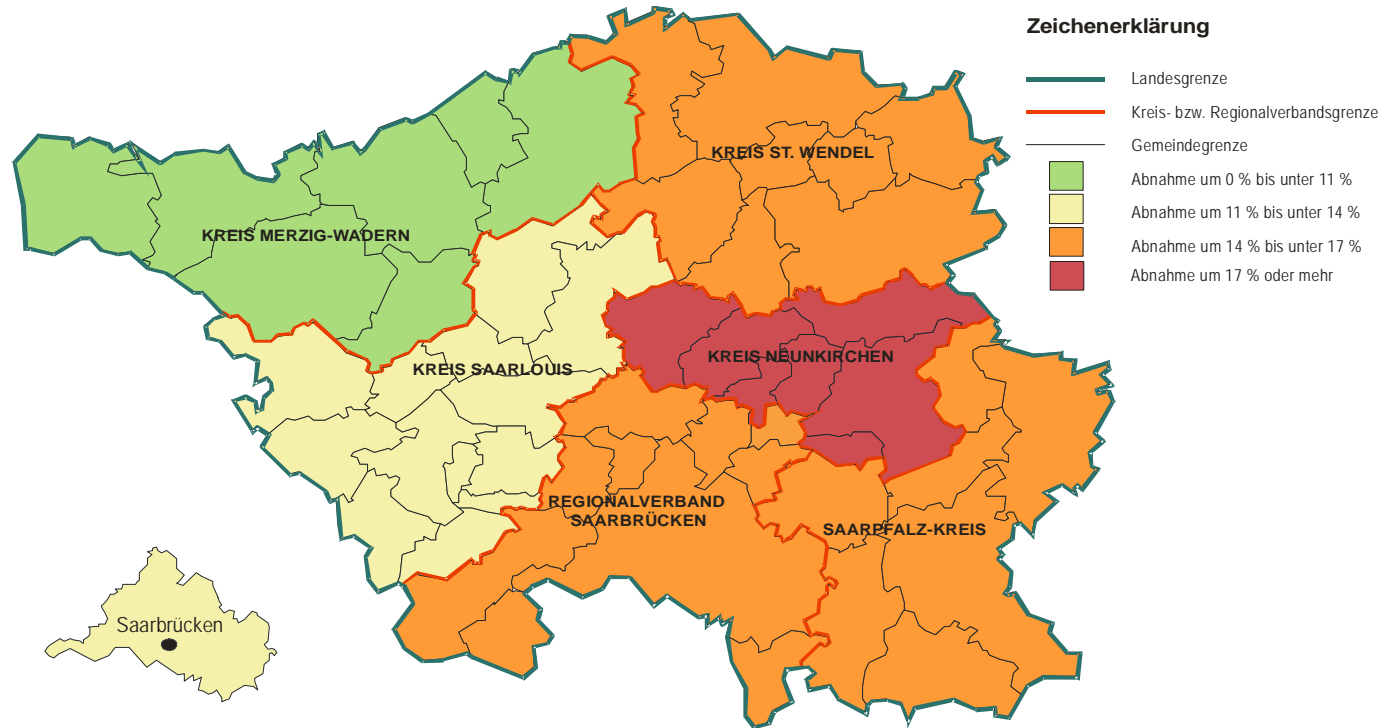 Zeichenerklärung
Landesgrenze
Kreis- bzw. Regionalverbandsgrenze
Gemeindegrenze
Abnahme um 0 % bis unter 11 %
Abnahme um 11 % bis unter 14 %
Abnahme um 14 % bis unter 17 %
Abnahme um 17 % oder mehr
KREIS ST. WENDEL
KREIS MERZIG-WADERN
KREIS NEUNKIRCHEN
KREIS SAARLOUIS
REGIONALVERBAND
SAARBRÜCKEN
SAARPFALZ-KREIS
Saarbrücken